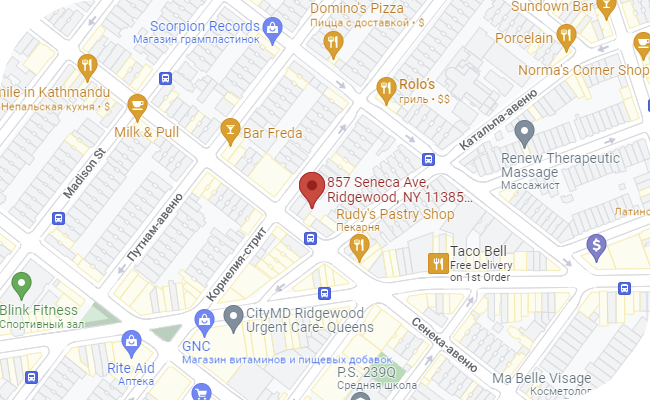 Domino's Pizza
Пицца с доставкой • $
Sundown Bar
Scorpion Records
Магазин грампластинок
Porcelain
Norma's Corner Shop
mile in Kathmandu
Непальская кухня • $
Rolo's
гриль • $$
Milk & Pull
Bar Freda
Катальпа-авеню
Renew Therapeutic
Massage
Массажист
Madison St
857 Seneca Ave,
Ridgewood, NY 11385...
Rudy's Pastry Shop
Пекарня
Латино
Путнам-авеню
Корнелия-стрит
Taco Bell
Free Delivery
on 1st Order
Blink Fitness
Спортивный зал
CityMD Ridgewood
Urgent Care- Queens
GNC
Магазин витаминов и пищевых добавок
Сенека-авеню
Rite Aid
Аптека
P.S. 239Q
Средняя школа
Ma Belle Visage
Косметолог